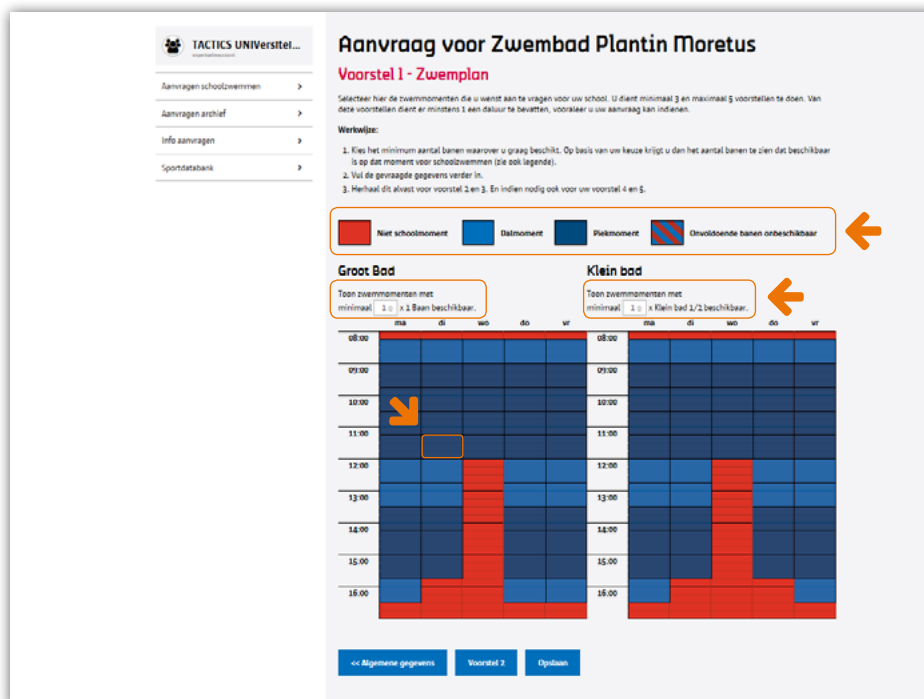 TACTICS UNIVersitei...
Aanvragen schoolzwemmen
Aanvragen archief
Info aanvragen
Sportdatabank
Aanvraag voor Zwembad Plantin Moretus
Voorstel 1 - Zwemplan
Selecteer hier de zwemmomenten die u wenst aan te vragen voor uw school. U dient minimaal 3 en maximaal 5 voorstellen te doen. Van
deze voorstellen dient er minstens 1 een daluur te bevatten, vooraleer u uw aanvraag kan indienen.
Werkwijze:
1. Kies het minimum aantal banen waarover u graag beschikt. Op basis van uw keuze krijgt u dan het aantal banen te zien dat beschikbaar
is op dat moment voor schoolzwemmen (zie ook legende).
2. Vul de gevraagde gegevens verder in.
3. Herhaal dit alvast voor voorstel 2 en 3. En indien nodig ook voor uw voorstel 4 en 5.
Niet schoolmoment Dalmoment Piekmoment Onvoldoende banen onbeschikbaar
Groot Bad
Toon zwemmomenten met
minimaal 1 x 1 Baan beschikbaar.
ma di wo do vr
08:00
09:00
10:00
11:00
12:00
13:00
14:00
15:00
16:00
Klein bad
Toon zwemmomenten met
minimaal 1 x Klein bad 1/2 beschikbaar.
ma di wo do vr
08:00
09:00
10:00
11:00
12:00
13:00
14:00
15:00
16:00
<< Algemene gegevens Voorstel 2 Opslaan